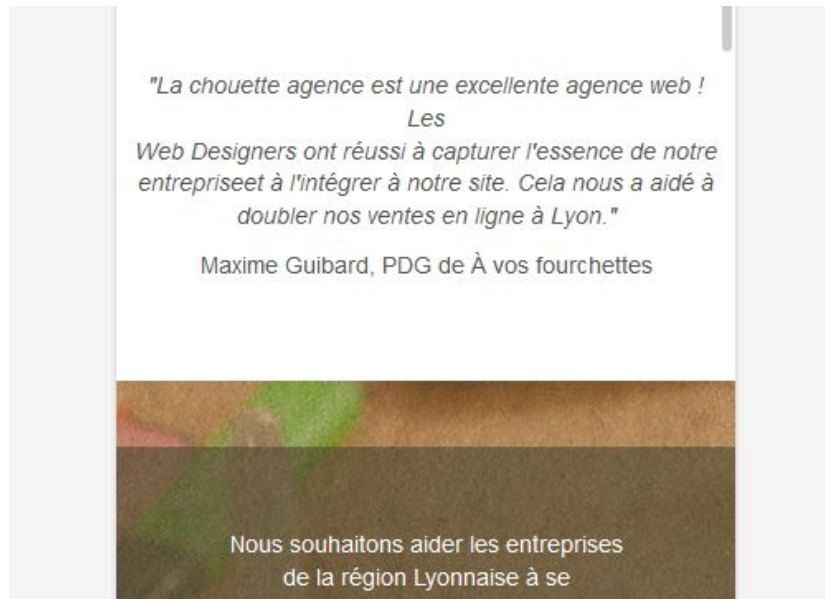 "La chouette agence est une excellente agence web !
Les
Web Designers ont réussi à capturer l'essence de notre
entrepriseet à l'intégrer à notre site. Cela nous a aidé à
doubler nos ventes en ligne à Lyon."
Maxime Guibard, PDG de À vos fourchettes
Nous souhaitons aider les entreprises
de la région Lyonnaise à se